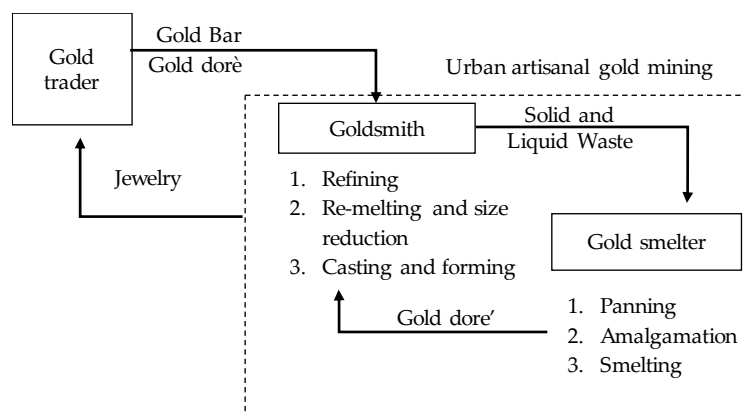 Gold
trader
Gold Bar
Gold dorè
Urban artisanal gold mining
Goldsmith
Solid and
Liquid Waste
Jewelry
1. Refining
2. Re-melting and size
reduction
3. Casting and forming
Gold smelter
Gold dore’
1. Panning
2. Amalgamation
3. Smelting